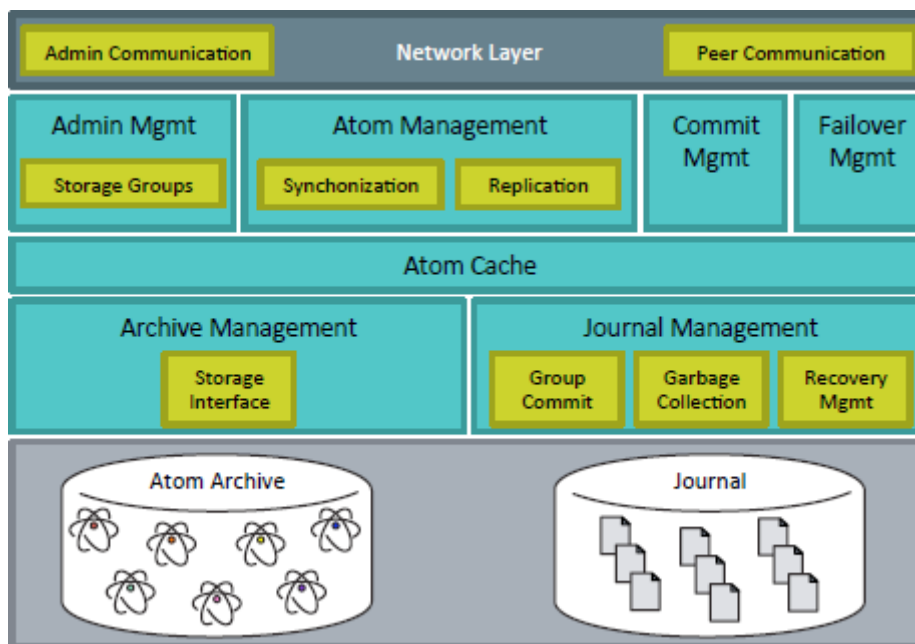 Admin Communication
Network Layer
Peer Communication
Admin Mgmt
Storage Groups
Atom Management
Synchonization
Replication
Commit
Mgmt
Failover
Mgmt
Atom Cache
Archive Management
Storage
Interface
Journal Management
Group
Commit
Garbage
Collection
Recovery
Mgmt
Atom Archive
Journal